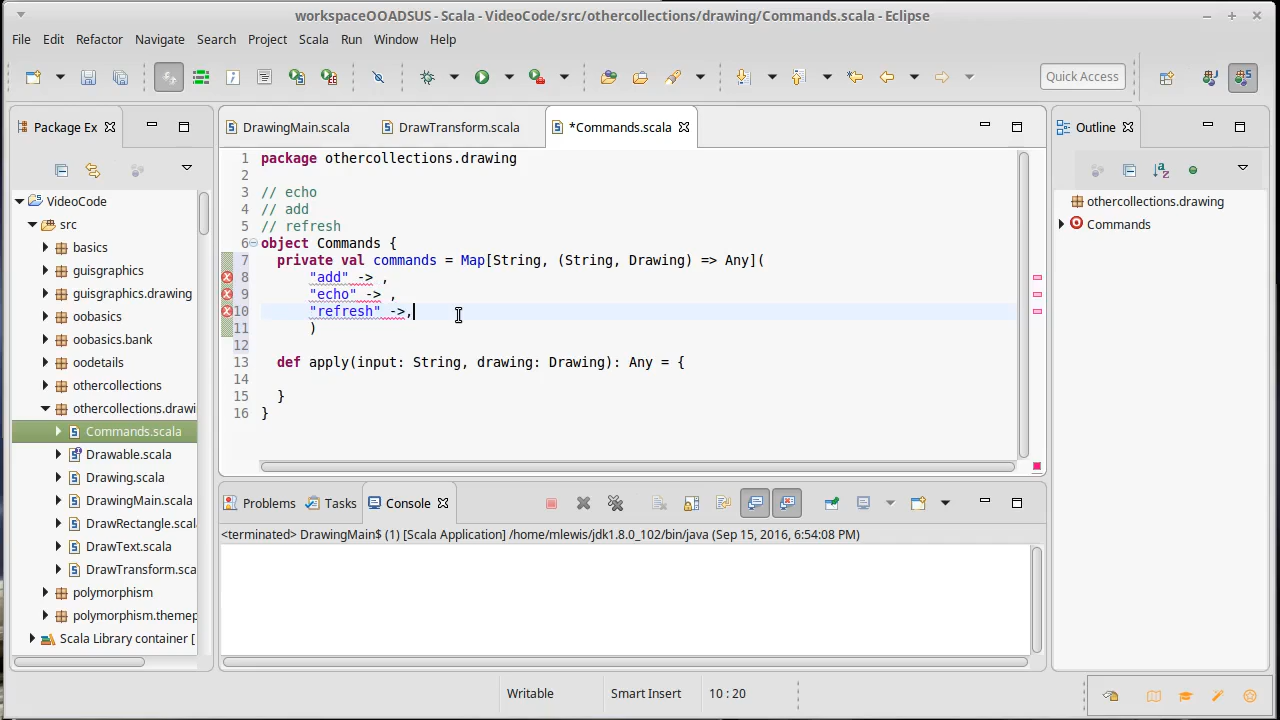 workspaceOOADSUS - Scala - VideoCode/src/othercollections/drawing/Commands.scala - Eclipse
File Edit Refactor Navigate Search Project Scala Run Window Help
Quick Access
Package Ex
DrawingMain.scala
DrawTransform.scala
*Commands.scala
Outline
VideoCode
src
basics
guisgraphics
guisgraphics.drawing
oobasics
oobasics.bank
oodetails
othercollections
othercollections.drawi
Commands.scala
Drawable.scala
Drawing.scala
DrawingMain.scala
DrawRectangle.scal
DrawText.scala
DrawTransform.sca
polymorphism
polymorphism.themep
Scala Library container [
1 package othercollections.drawing
2
3 // echo
4 // add
5 // refresh
6 object Commands {
7 private val commands = Map[String, (String, Drawing) => Any](
8 "add" -> ,
9 "echo" -> ,
10 "refresh" ->,
11 )
12
13 def apply(input: String, drawing: Drawing): Any = {
14
15 }
16 }
othercollections.drawing
Commands
Problems Tasks Console
<terminated> DrawingMain$ (1) [Scala Application] /home/mlewis/jdk1.8.0_102/bin/java (Sep 15, 2016, 6:54:08 PM)
Writable Smart Insert 10 : 20